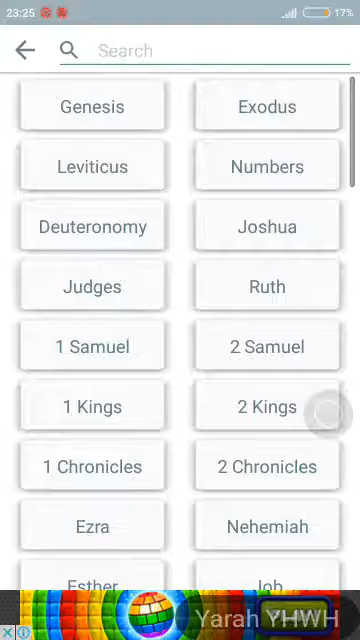 23:25 17%
Search
Genesis Exodus
Leviticus Numbers
Deuteronomy Joshua
Judges Ruth
1 Samuel 2 Samuel
1 Kings 2 Kings
1 Chronicles 2 Chronicles
Ezra Nehemiah
Esther Job
Yarah YHWH